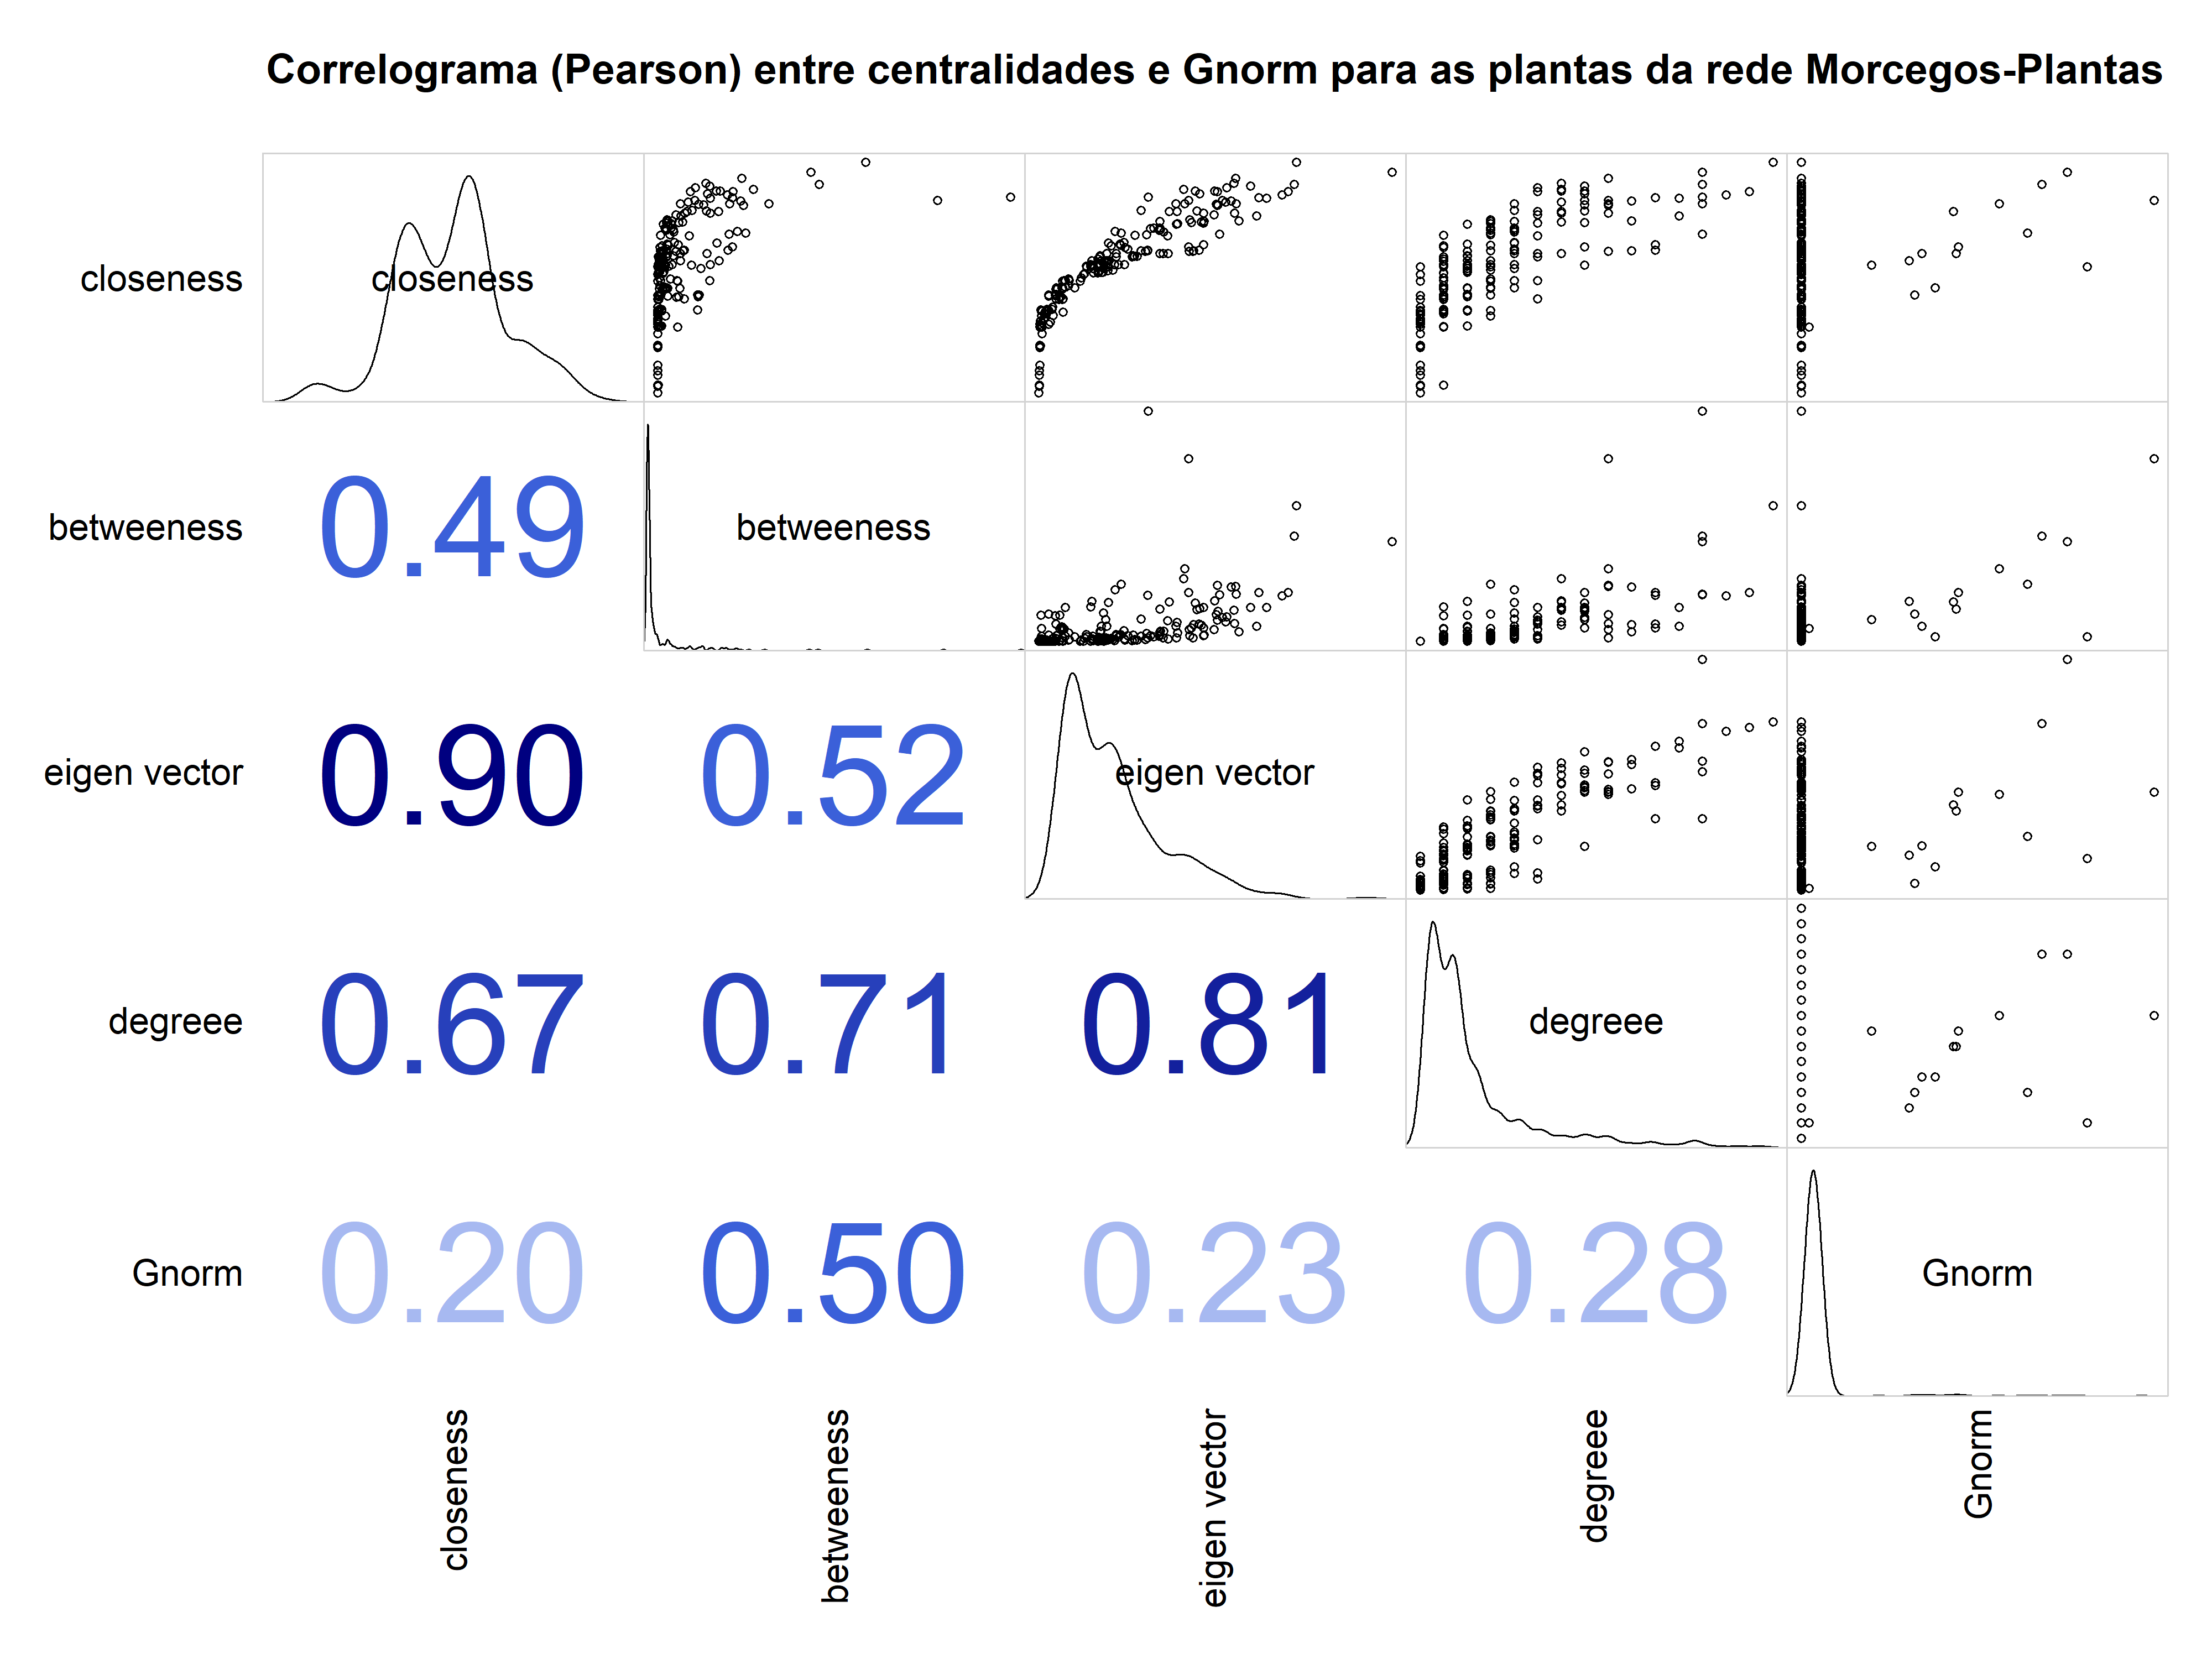 Correlograma (Pearson) entre centralidades e Gnorm para as plantas da rede Morcegos-Plantas
closeness closeness
betweeness 0.49 betweeness
eigen vector 0.90 0.52 eigen vector
degreee 0.67 0.71 0.81 degreee
Gnorm 0.20 0.50 0.23 0.28 Gnorm
closeness betweeness eigen vector degreee Gnorm